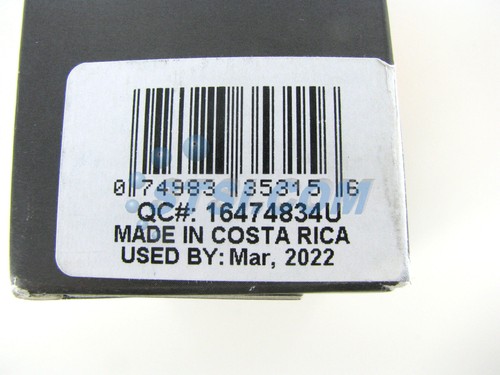 0 74983 35315 6
QC#: 16474834U
MADE IN COSTA RICA
USED BY: Mar, 2022